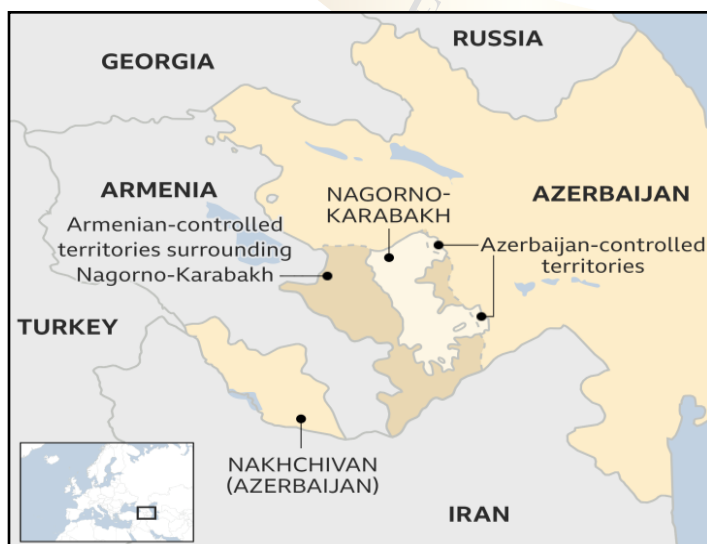 RUSSIA
GEORGIA
ARMENIA
NAGORNO-
KARABAKH
AZERBAIJAN
Armenian-controlled
territories surrounding
Nagorno-Karabakh
Azerbaijan-controlled
territories
TURKEY
NAKHCHIVAN
(AZERBAIJAN)
IRAN